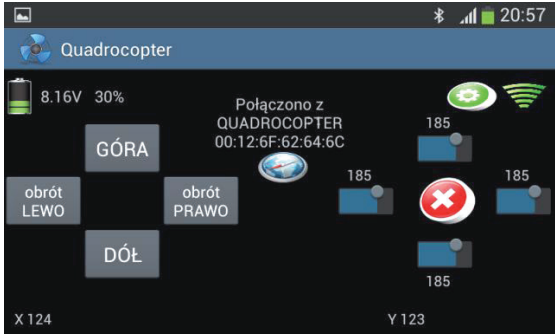 20:57
Quadrocopter
8.16V 30%
Połączono z
QUADROCOPTER
00:12:6F:62:64:6C
185
GÓRA
185
185
obrót
LEWO
obrót
PRAWO
DÓŁ
185
X 124
Y 123